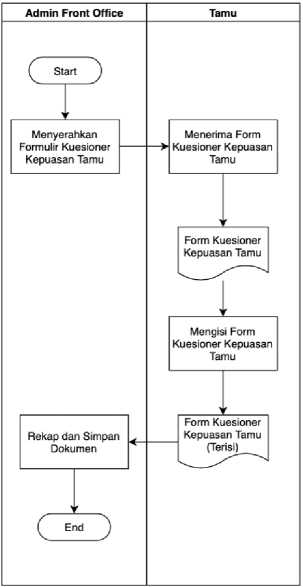 Admin Front Office
Tamu
Start
Menyerahkan
Formulir Kuesioner
Kepuasan Tamu
Menerima Form
Kuesioner Kepuasan
Tamu
Form Kuesioner
Kepuasan Tamu
Mengisi Form
Kuesioner Kepuasan
Tamu
Form Kuesioner
Kepuasan Tamu
(Terisi)
Rekap dan Simpan
Dokumen
End